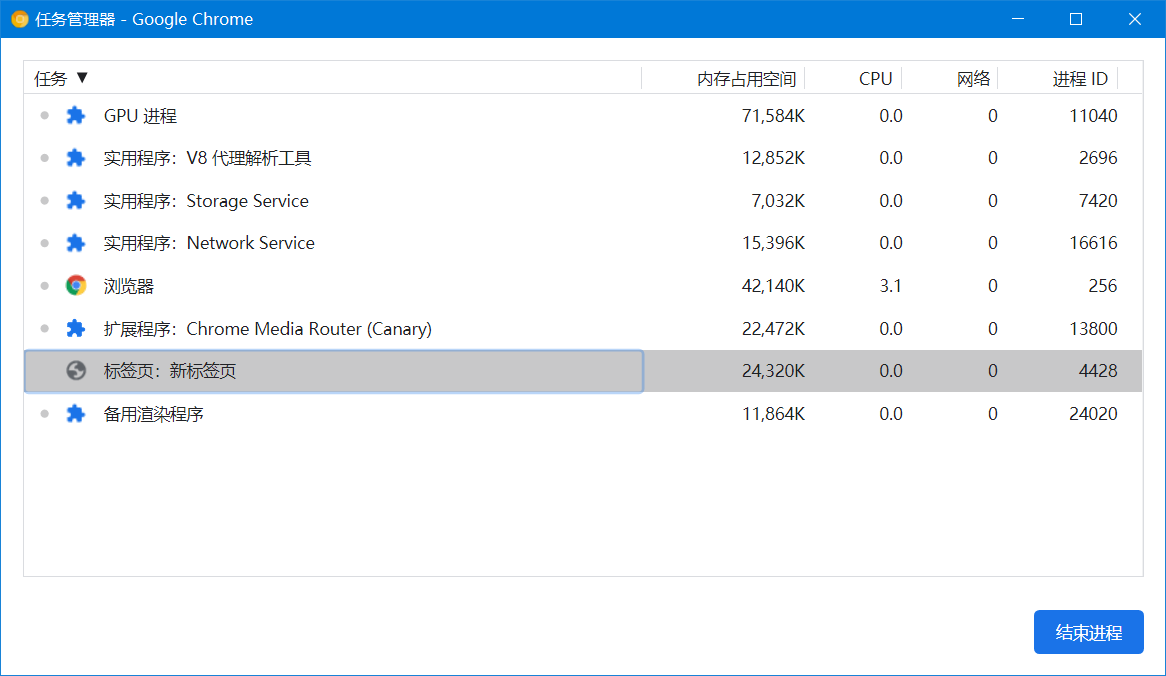 任务管理器 - Google Chrome
任务 ▼ 内存占用空间 CPU 网络 进程 ID
GPU 进程 71,584K 0.0 0 11040
实用程序：V8 代理解析工具 12,852K 0.0 0 2696
实用程序：Storage Service 7,032K 0.0 0 7420
实用程序：Network Service 15,396K 0.0 0 16616
浏览器 42,140K 3.1 0 256
扩展程序：Chrome Media Router (Canary) 22,472K 0.0 0 13800
标签页：新标签页 24,320K 0.0 0 4428
备用渲染程序 11,864K 0.0 0 24020
结束进程